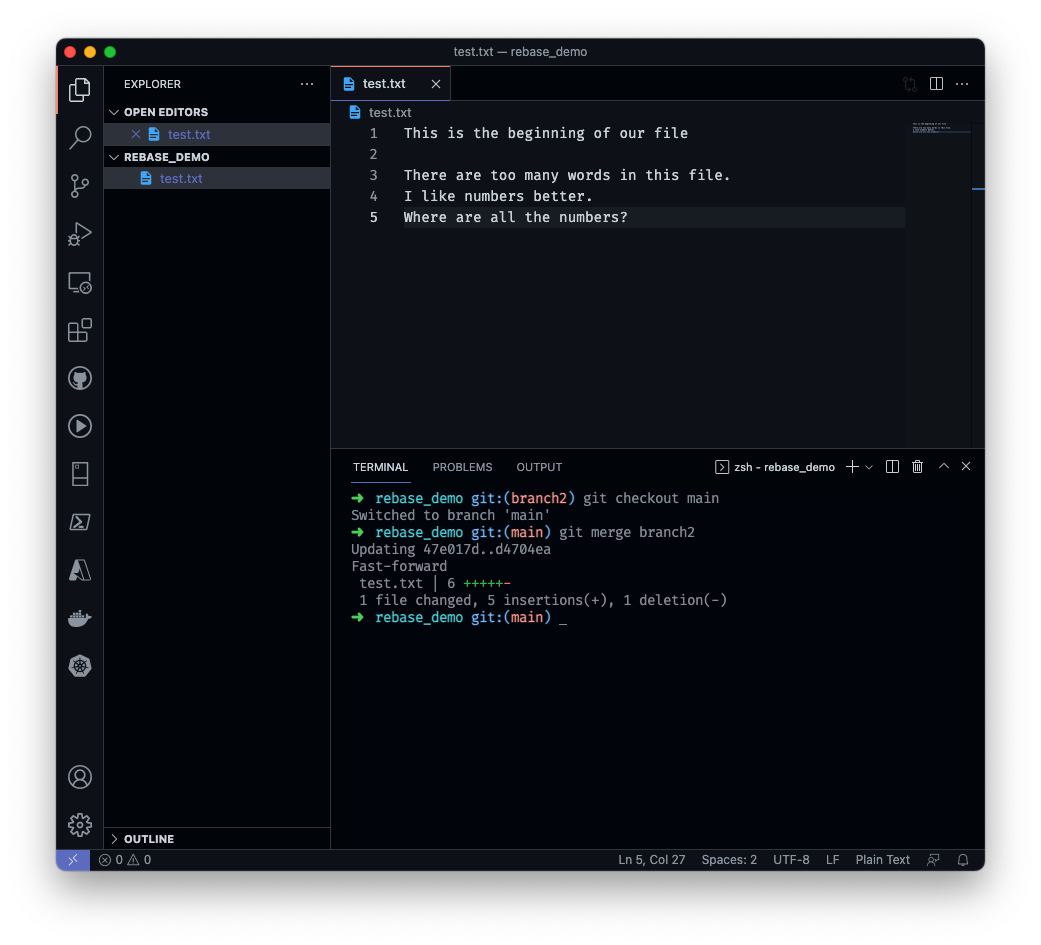 test.txt — rebase_demo
EXPLORER
OPEN EDITORS
test.txt
REBASE_DEMO
test.txt
OUTLINE
test.txt
test.txt
1 This is the beginning of our file
2
3 There are too many words in this file.
4 I like numbers better.
5 Where are all the numbers?
TERMINAL PROBLEMS OUTPUT zsh - rebase_demo
➜ rebase_demo git:(branch2) git checkout main
Switched to branch 'main'
➜ rebase_demo git:(main) git merge branch2
Updating 47e017d..d4704ea
Fast-forward
test.txt | 6 +++++-
1 file changed, 5 insertions(+), 1 deletion(-)
➜ rebase_demo git:(main) _
0 0 Ln 5, Col 27 Spaces: 2 UTF-8 LF Plain Text